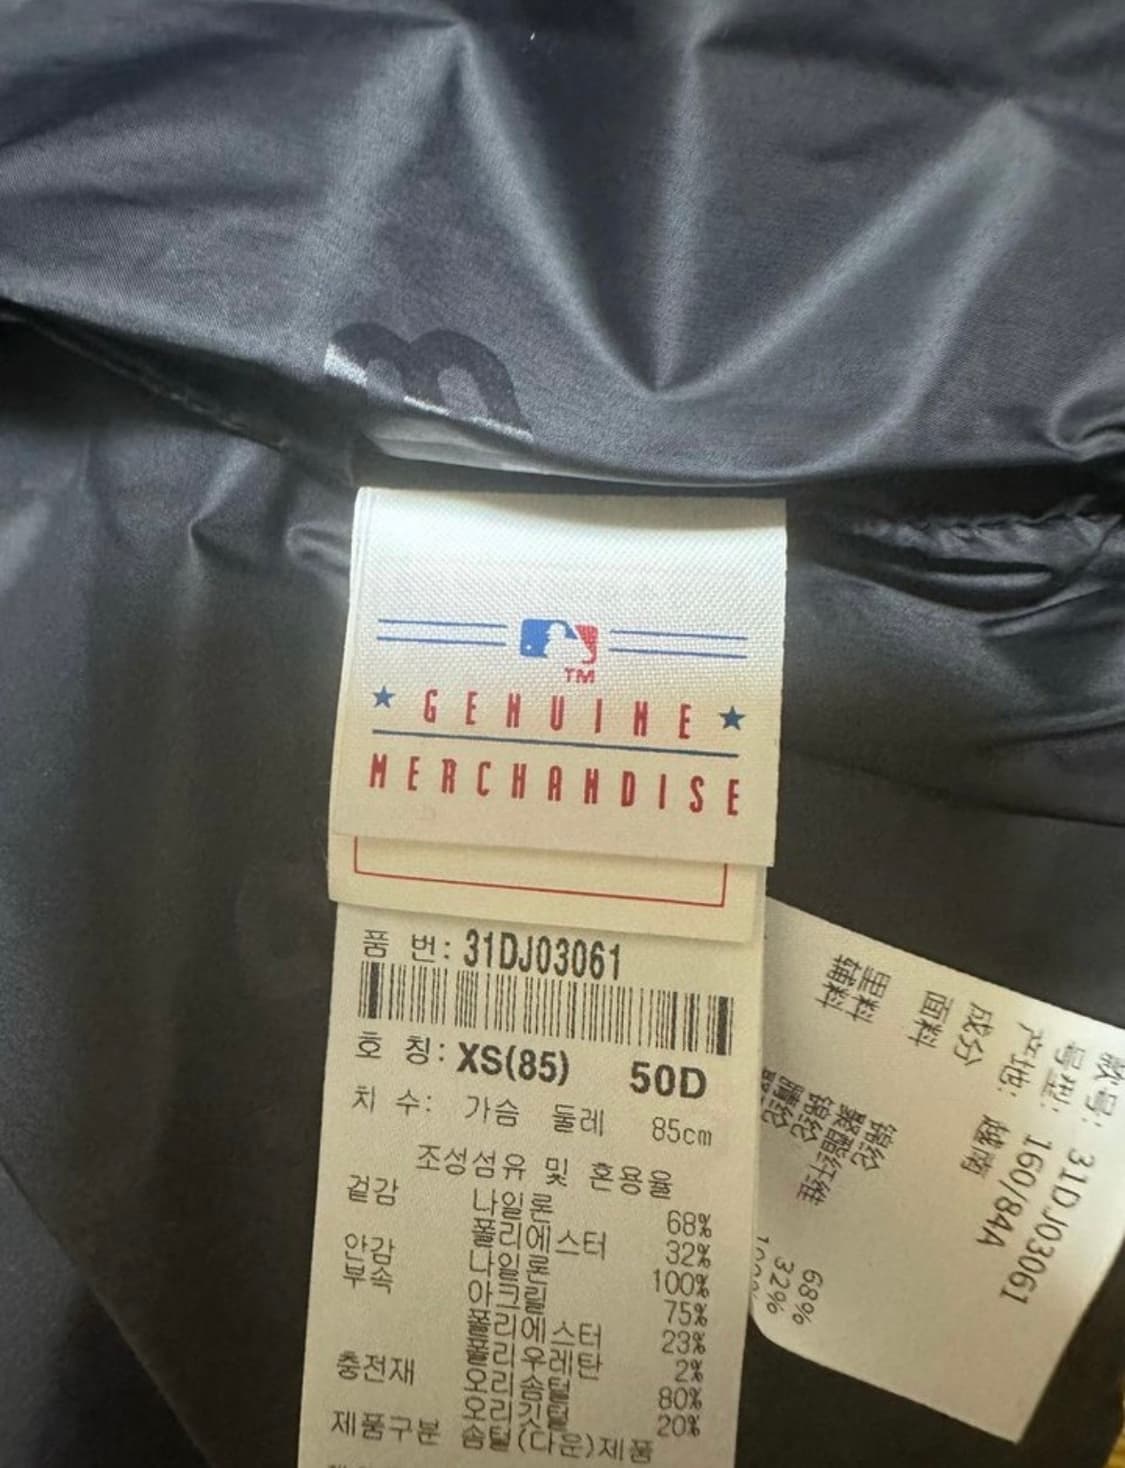 TM
GENUINE
MERCHANDISE
품 번: 31DJ03061
호 칭: XS(85) 50D
치 수: 가슴 둘레 85cm
조성섬유 및 혼용율
겉감 나일론 68%
폴리에스터 32%
안감 나일론 100%
부속 아크릴 75%
폴리에스터 23%
폴리우레탄 2%
충전재 오리솜털 80%
오리깃털 20%
제품구분 솜털(다운)제품
款号: 31DJ03061
号型: 160/84A
产地: 越南
成分
面料 锦纶 68%
聚酯纤维 32%
里料 锦纶
辅料 腈纶